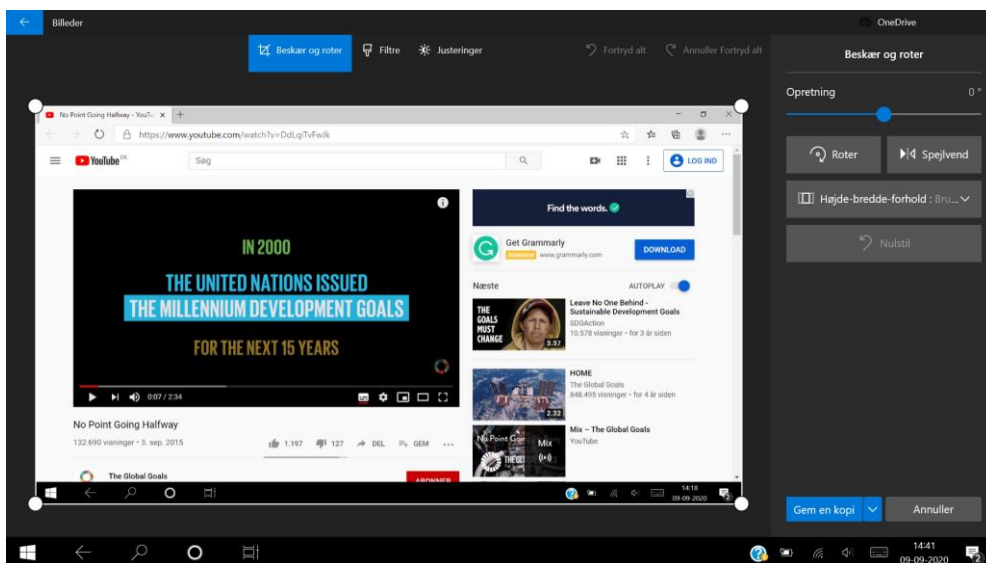 Billeder
OneDrive
Beskær og roter
Filtre
Justeringer
Fortryd alt
Annuller Fortryd alt
Beskær og roter
Opretning
0 °
Roter
Spejlvend
Højde-bredde-forhold : Bru...
Nulstil
Gem en kopi
Annuller
No Point Going Halfway - YouTu
https://www.youtube.com/watch?v=DdLqiTvFwJk
YouTube DK
Søg
LOG IND
IN 2000
THE UNITED NATIONS ISSUED
THE MILLENNIUM DEVELOPMENT GOALS
FOR THE NEXT 15 YEARS
0:07 / 2:34
No Point Going Halfway
132.690 visninger • 3. sep. 2015
1.197
127
DEL
GEM
The Global Goals
ABONNER
Find the words.
Get Grammarly
www.grammarly.com
DOWNLOAD
Næste
AUTOPLAY
THE
GOALS
MUST
CHANGE
3.37
Leave No One Behind -
Sustainable Development Goals
SDGAction
10.578 visninger • for 3 år siden
2.32
HOME
The Global Goals
848.495 visninger • for 4 år siden
No Point Goin
Mix
Mix – The Global Goals
YouTube
14:18
09-09-2020
14:41
09-09-2020